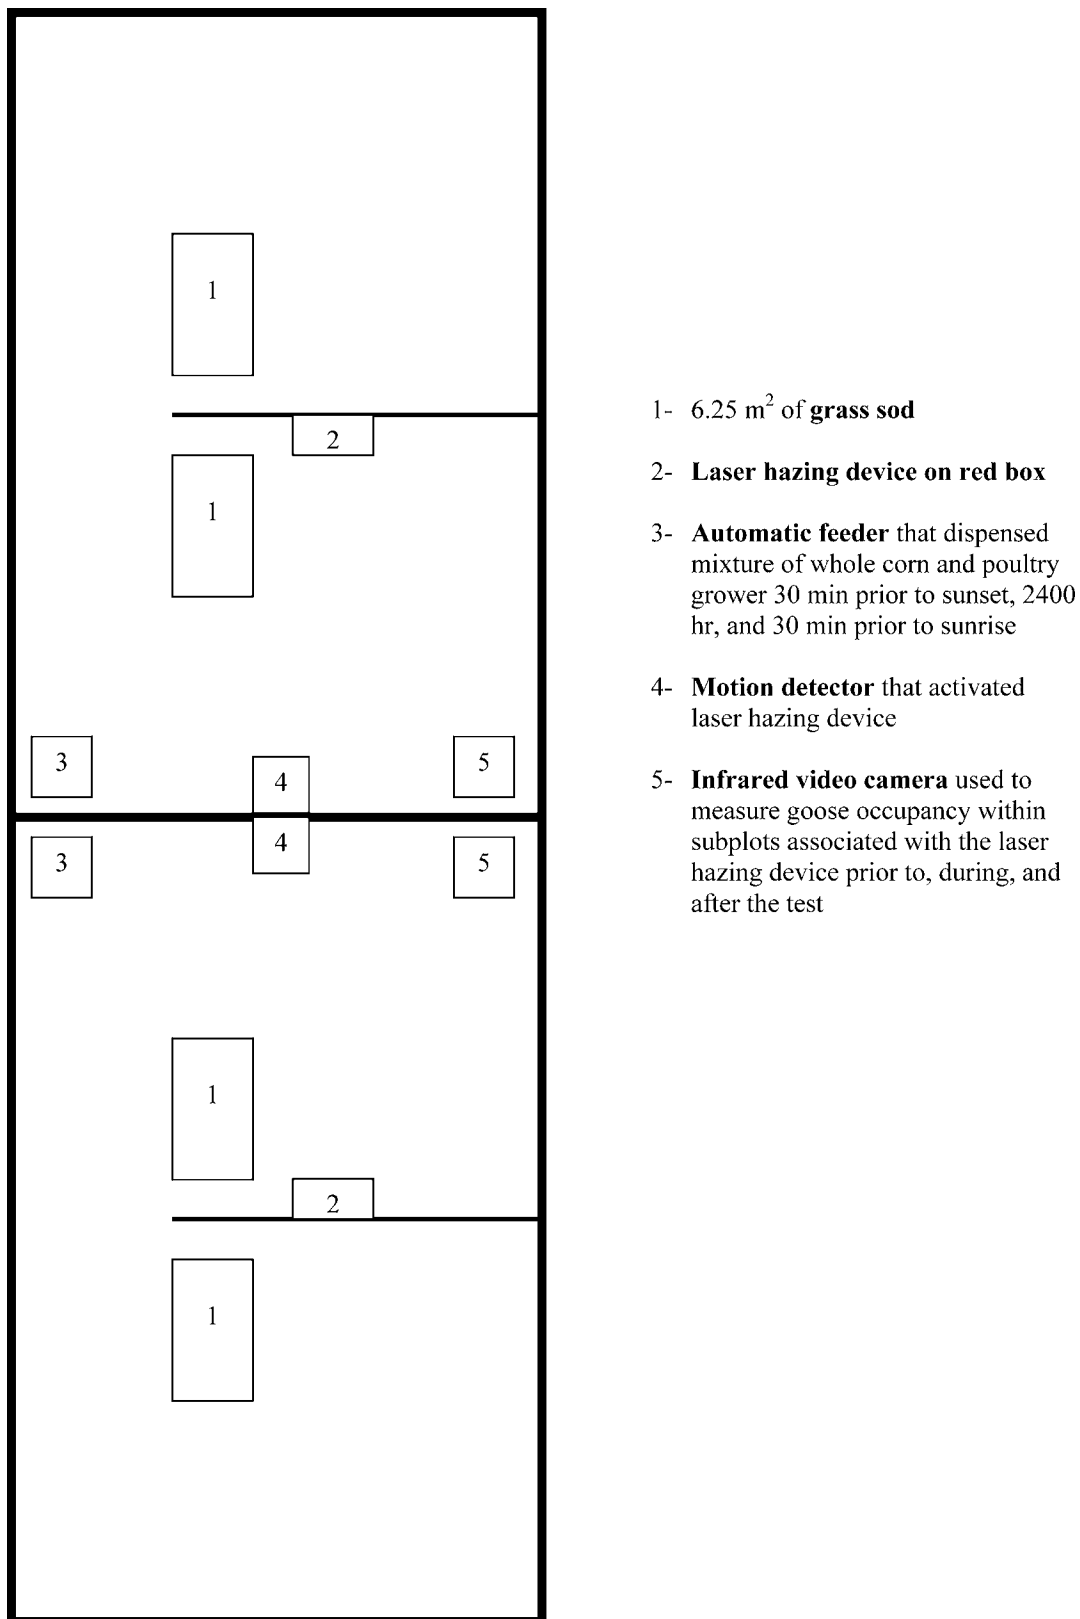 1
2
1
3
4
5
4
3
5
1
2
1
1- 6.25 m² of grass sod
2- Laser hazing device on red box
3- Automatic feeder that dispensed
mixture of whole corn and poultry
grower 30 min prior to sunset, 2400
hr, and 30 min prior to sunrise
4- Motion detector that activated
laser hazing device
5- Infrared video camera used to
measure goose occupancy within
subplots associated with the laser
hazing device prior to, during, and
after the test